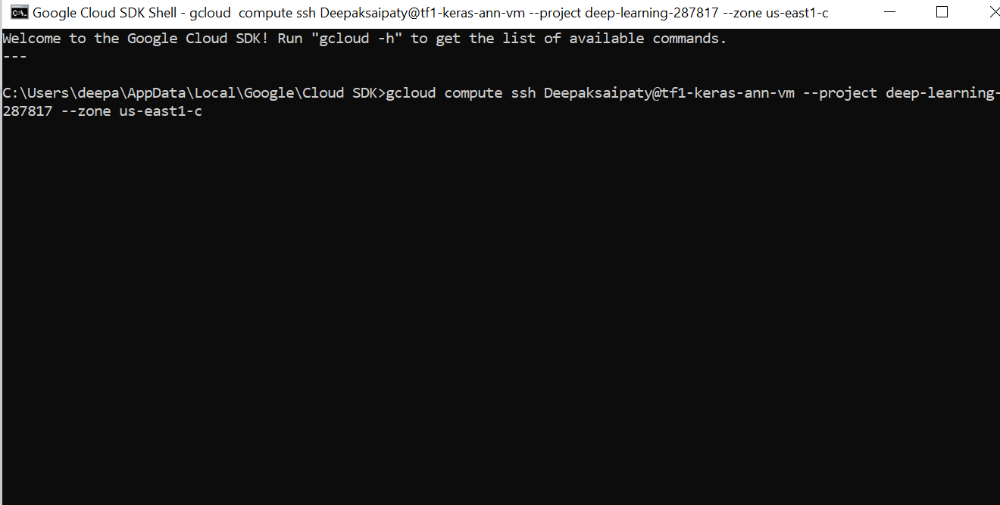 Google Cloud SDK Shell - gcloud  compute ssh Deepaksaipaty@tf1-keras-ann-vm --project deep-learning-287817 --zone us-east1-c
Welcome to the Google Cloud SDK! Run "gcloud -h" to get the list of available commands.
---
C:\Users\deepa\AppData\Local\Google\Cloud SDK>gcloud compute ssh Deepaksaipaty@tf1-keras-ann-vm --project deep-learning-
287817 --zone us-east1-c